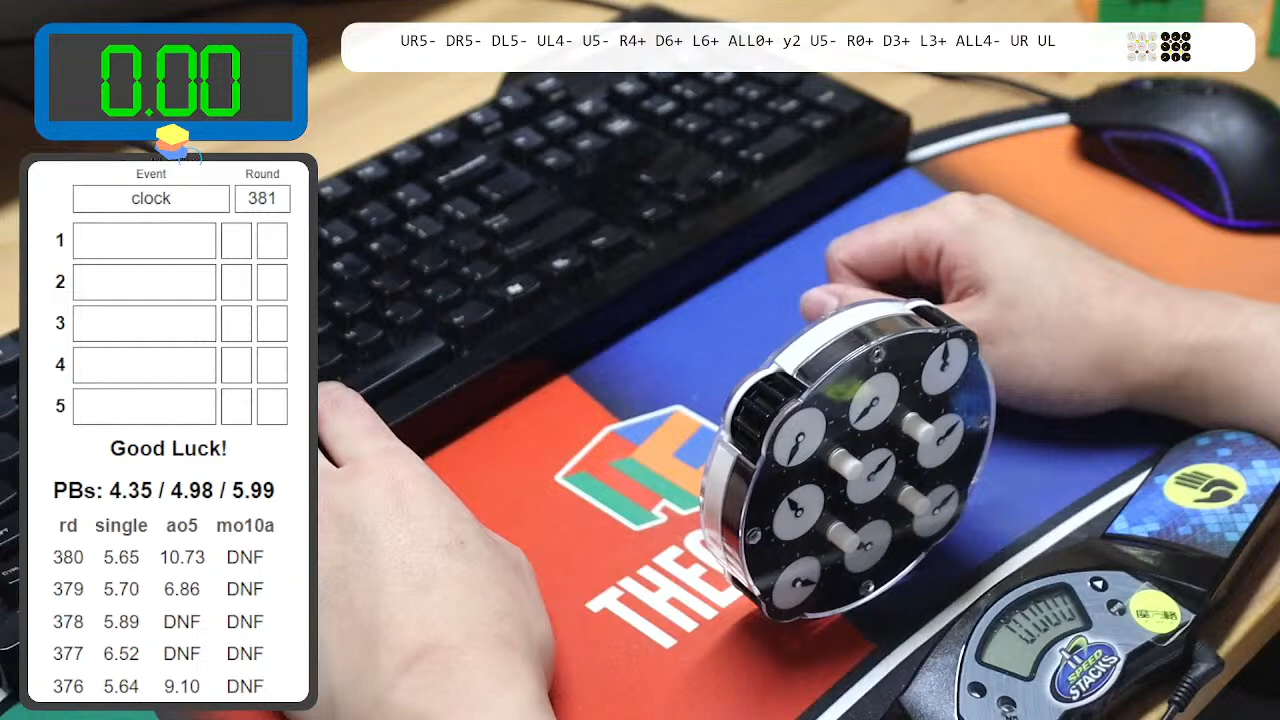 0.00
UR5- DR5- DL5- UL4- U5- R4+ D6+ L6+ ALL0+ y2 U5- R0+ D3+ L3+ ALL4- UR UL
Event Round
clock 381
1
2
3
4
5
Good Luck!
PBs: 4.35 / 4.98 / 5.99
rd single ao5 mo10a
380 5.65 10.73 DNF
379 5.70 6.86 DNF
378 5.89 DNF DNF
377 6.52 DNF DNF
376 5.64 9.10 DNF
THE
SPEED
STACKS